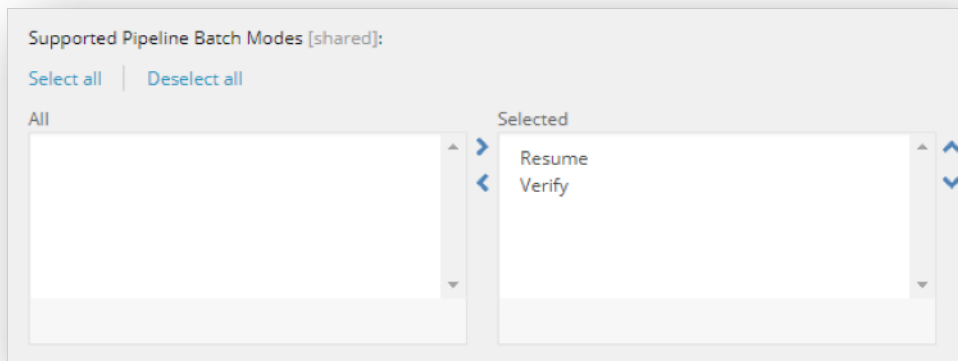 Supported Pipeline Batch Modes [shared]:
Select all Deselect all
All Selected
Resume
Verify